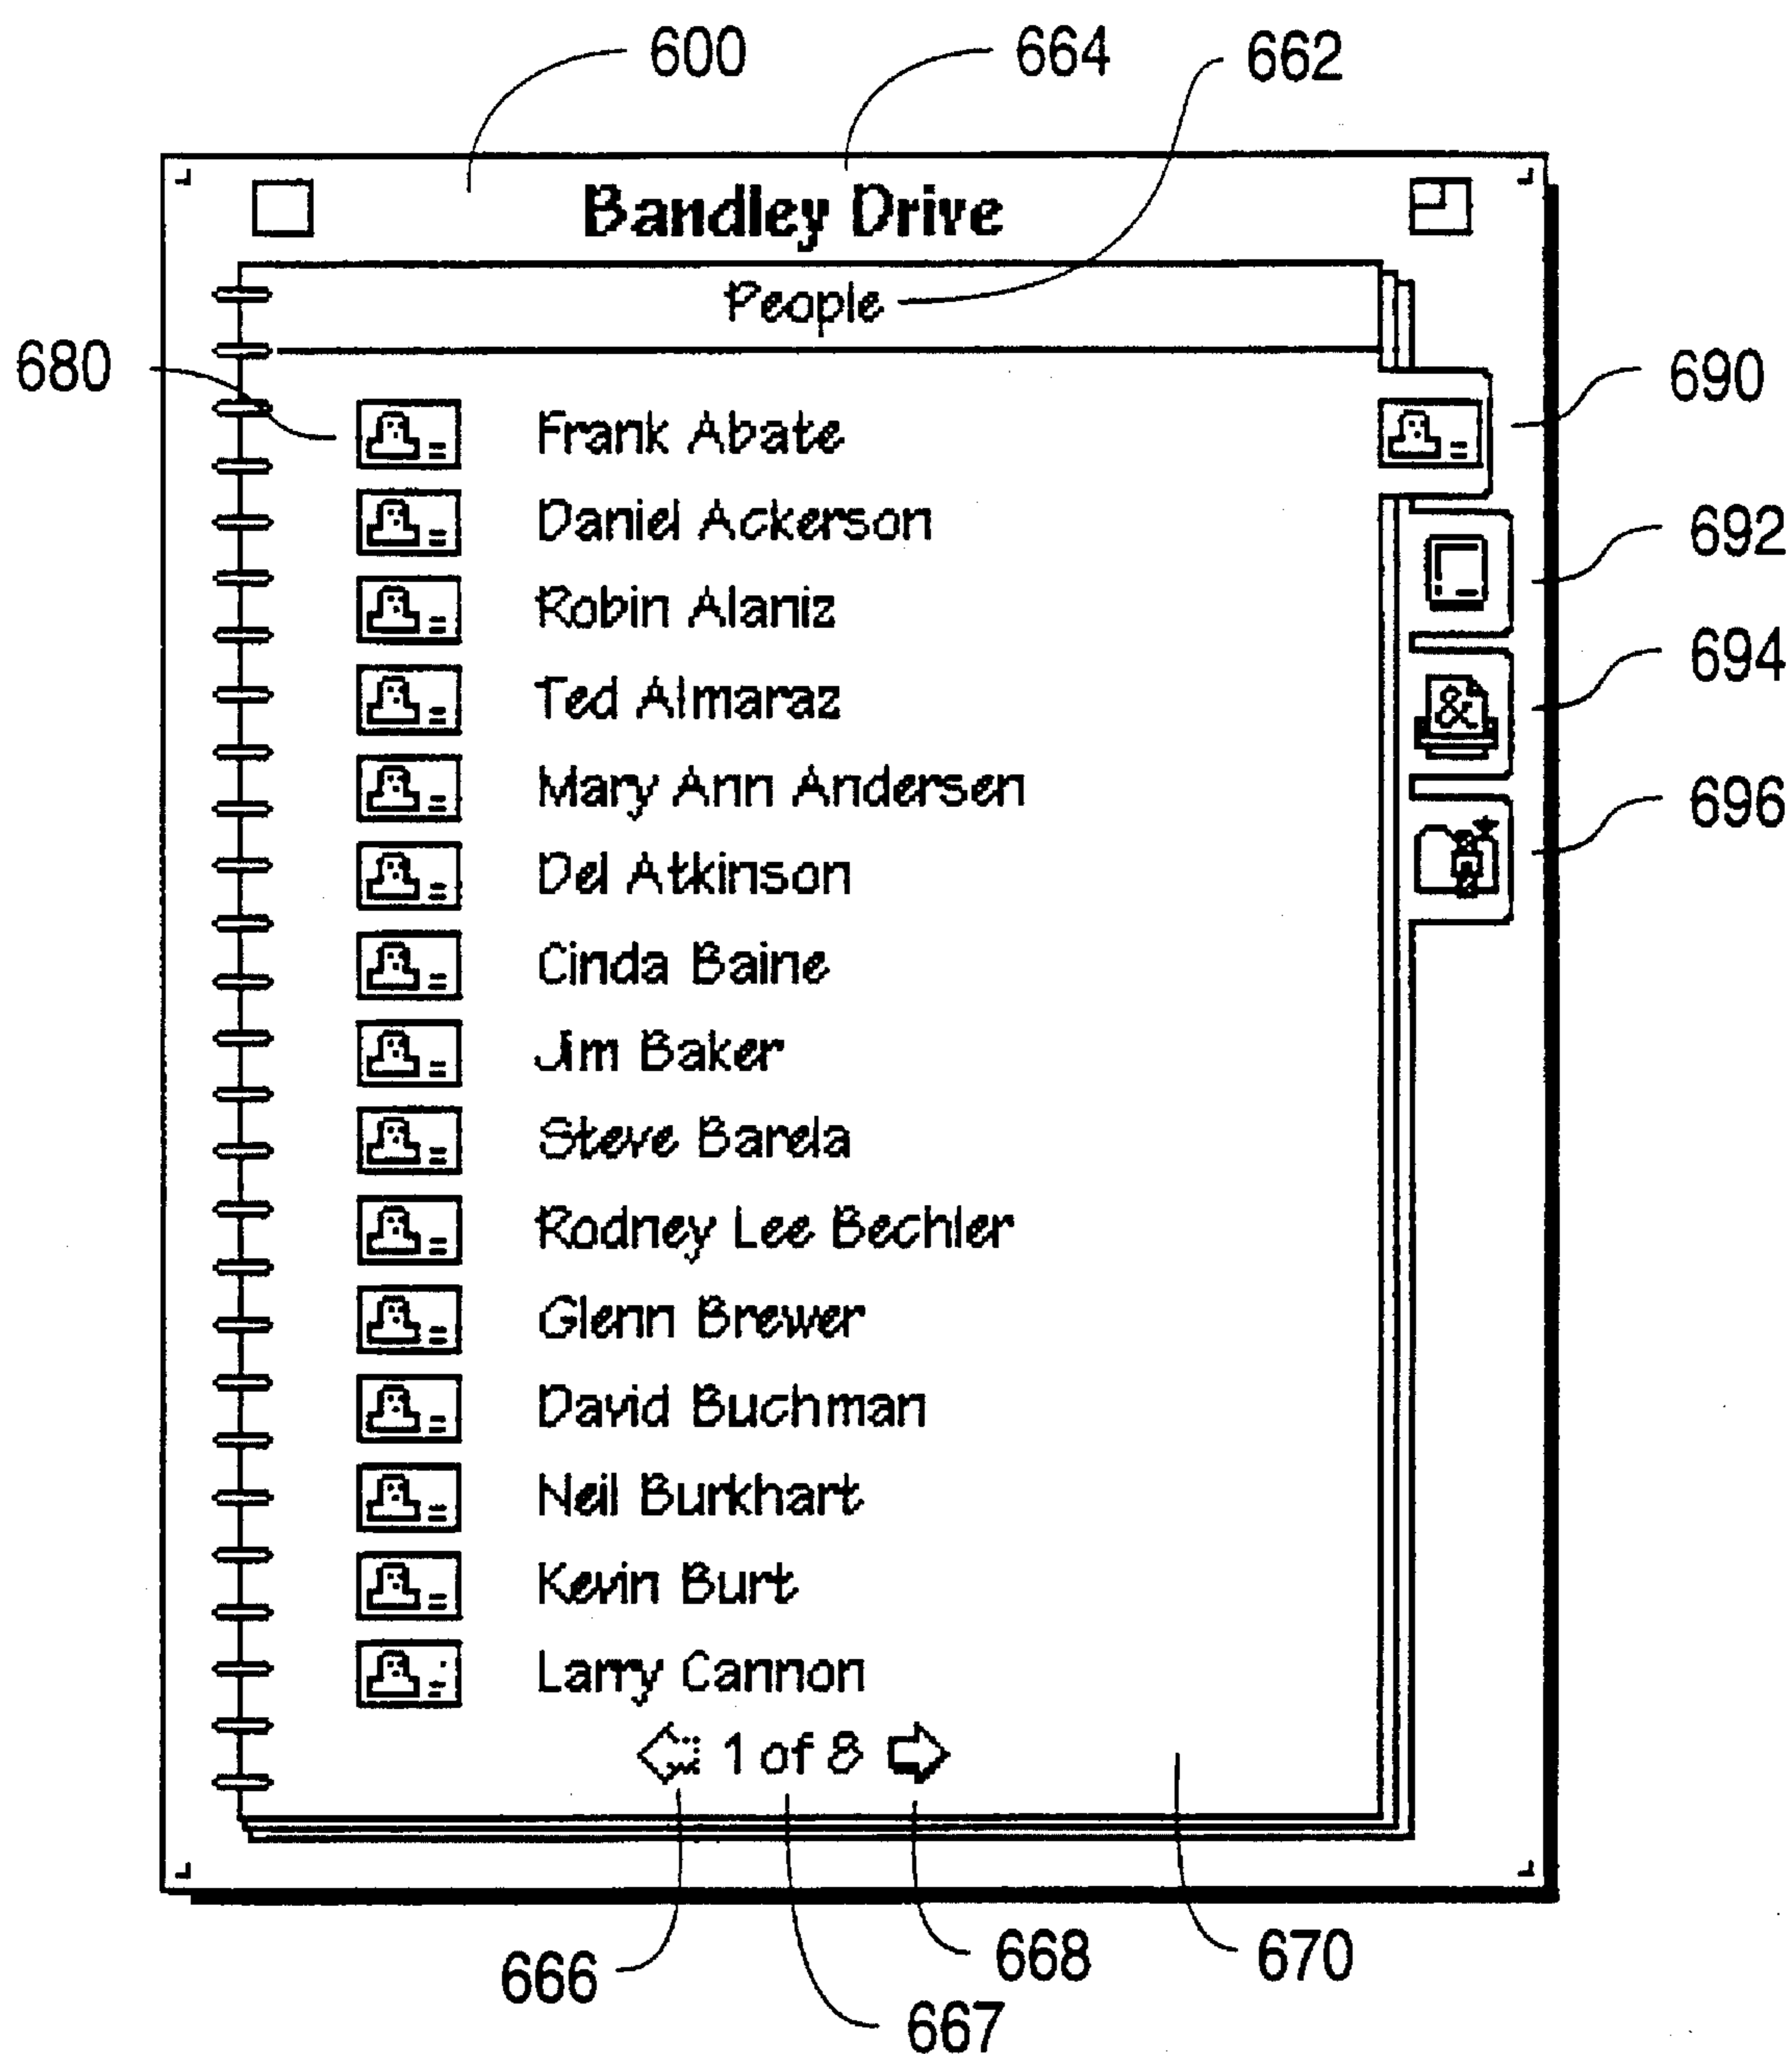 600 664 662
Bandley Drive
People
680
690
Frank Abate
Daniel Ackerson
692
Robin Alaniz
694
Ted Almaraz
&
Mary Ann Andersen
696
Del Atkinson
Cinda Baine
Jim Baker
Steve Barela
Rodney Lee Bechler
Glenn Brewer
David Buchman
Neil Burkhart
Kevin Burt
Larry Cannon
1 of 8
666 668 670
667